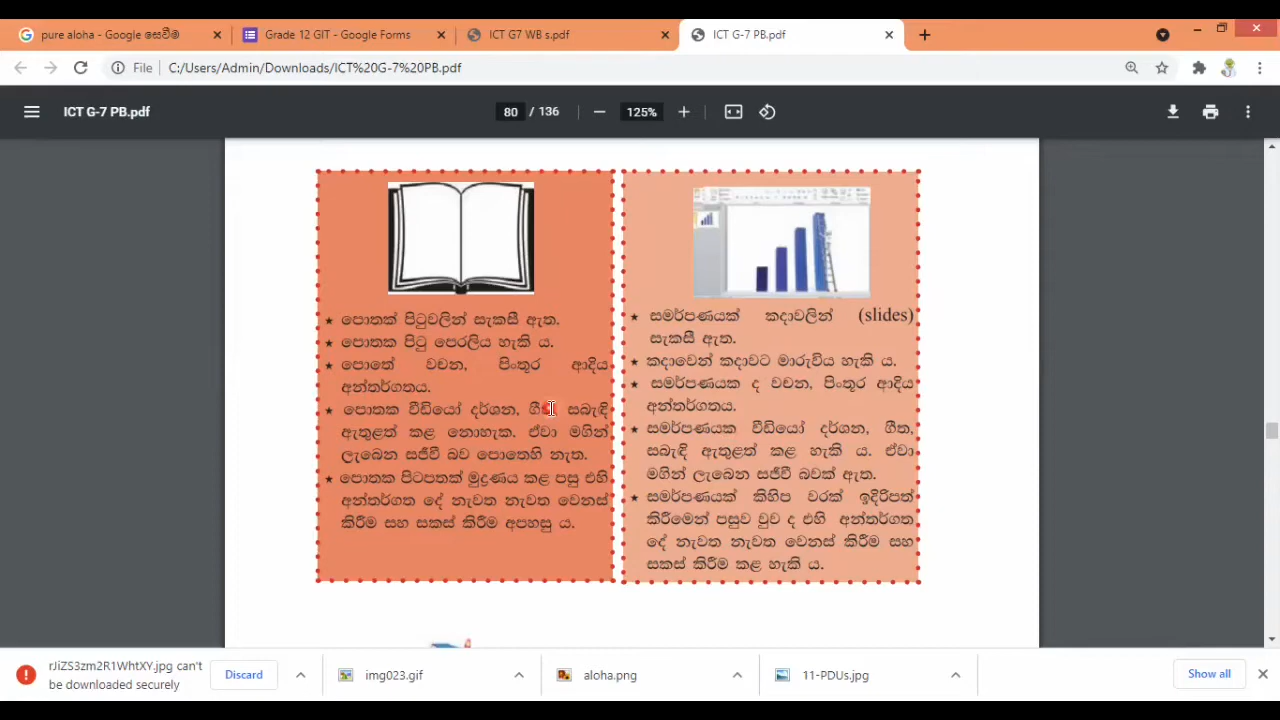 pure aloha - Google සෙවීම
Grade 12 GIT - Google Forms
ICT G7 WB s.pdf
ICT G-7 PB.pdf
File
C:/Users/Admin/Downloads/ICT%20G-7%20PB.pdf
ICT G-7 PB.pdf
80 / 136
125%
★ පොතක් පිටුවලින් සැකසී ඇත.
★ පොතක පිටු පෙරළිය හැකි ය.
★ පොතේ වචන, පිංතූර ආදිය
අන්තර්ගතය.
★ පොතක වීඩියෝ දර්ශන, සබැඳි
ඇතුළත් කළ නොහැක. ඒවා මගින්
ලැබෙන සජීවී බව පොතෙහි නැත.
★ පොතක පිටපතක් මුද්‍රණය කළ පසු එහි
අන්තර්ගත දේ නැවත නැවත වෙනස්
කිරීම සහ සකස් කිරීම අපහසු ය.
★ සමර්පණයක් කදාවලින් (slides)
සැකසී ඇත.
★ කදාවෙන් කදාවට මාරුවිය හැකි ය.
★ සමර්පණයක ද වචන, පිංතූර ආදිය
අන්තර්ගතය.
★ සමර්පණයක වීඩියෝ දර්ශන, ගීත,
සබැඳි ඇතුළත් කළ හැකි ය. ඒවා
මගින් ලැබෙන සජීවී බවක් ඇත.
★ සමර්පණයක් කිහිප වරක් ඉදිරිපත්
කිරීමෙන් පසුව වුව ද එහි අන්තර්ගත
දේ නැවත නැවත වෙනස් කිරීම සහ
සකස් කිරීම කළ හැකි ය.
rJiZS3zm2R1WhtXY.jpg can't
be downloaded securely
Discard
img023.gif
aloha.png
11-PDUs.jpg
Show all